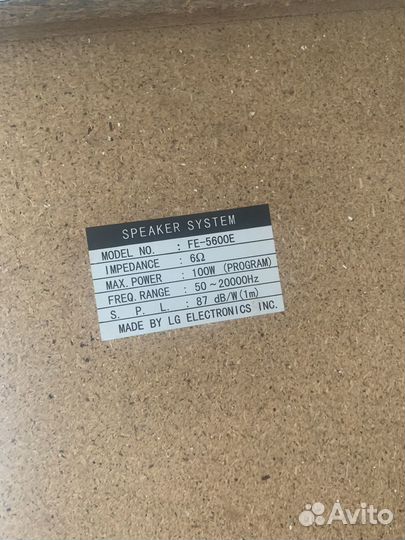 SPEAKER SYSTEM
MODEL NO. : FE-5600E
IMPEDANCE : 6Ω
MAX. POWER : 100W (PROGRAM)
FREQ. RANGE : 50~20000Hz
S. P. L. : 87 dB/W(1m)
MADE BY LG ELECTRONICS INC.
Avito